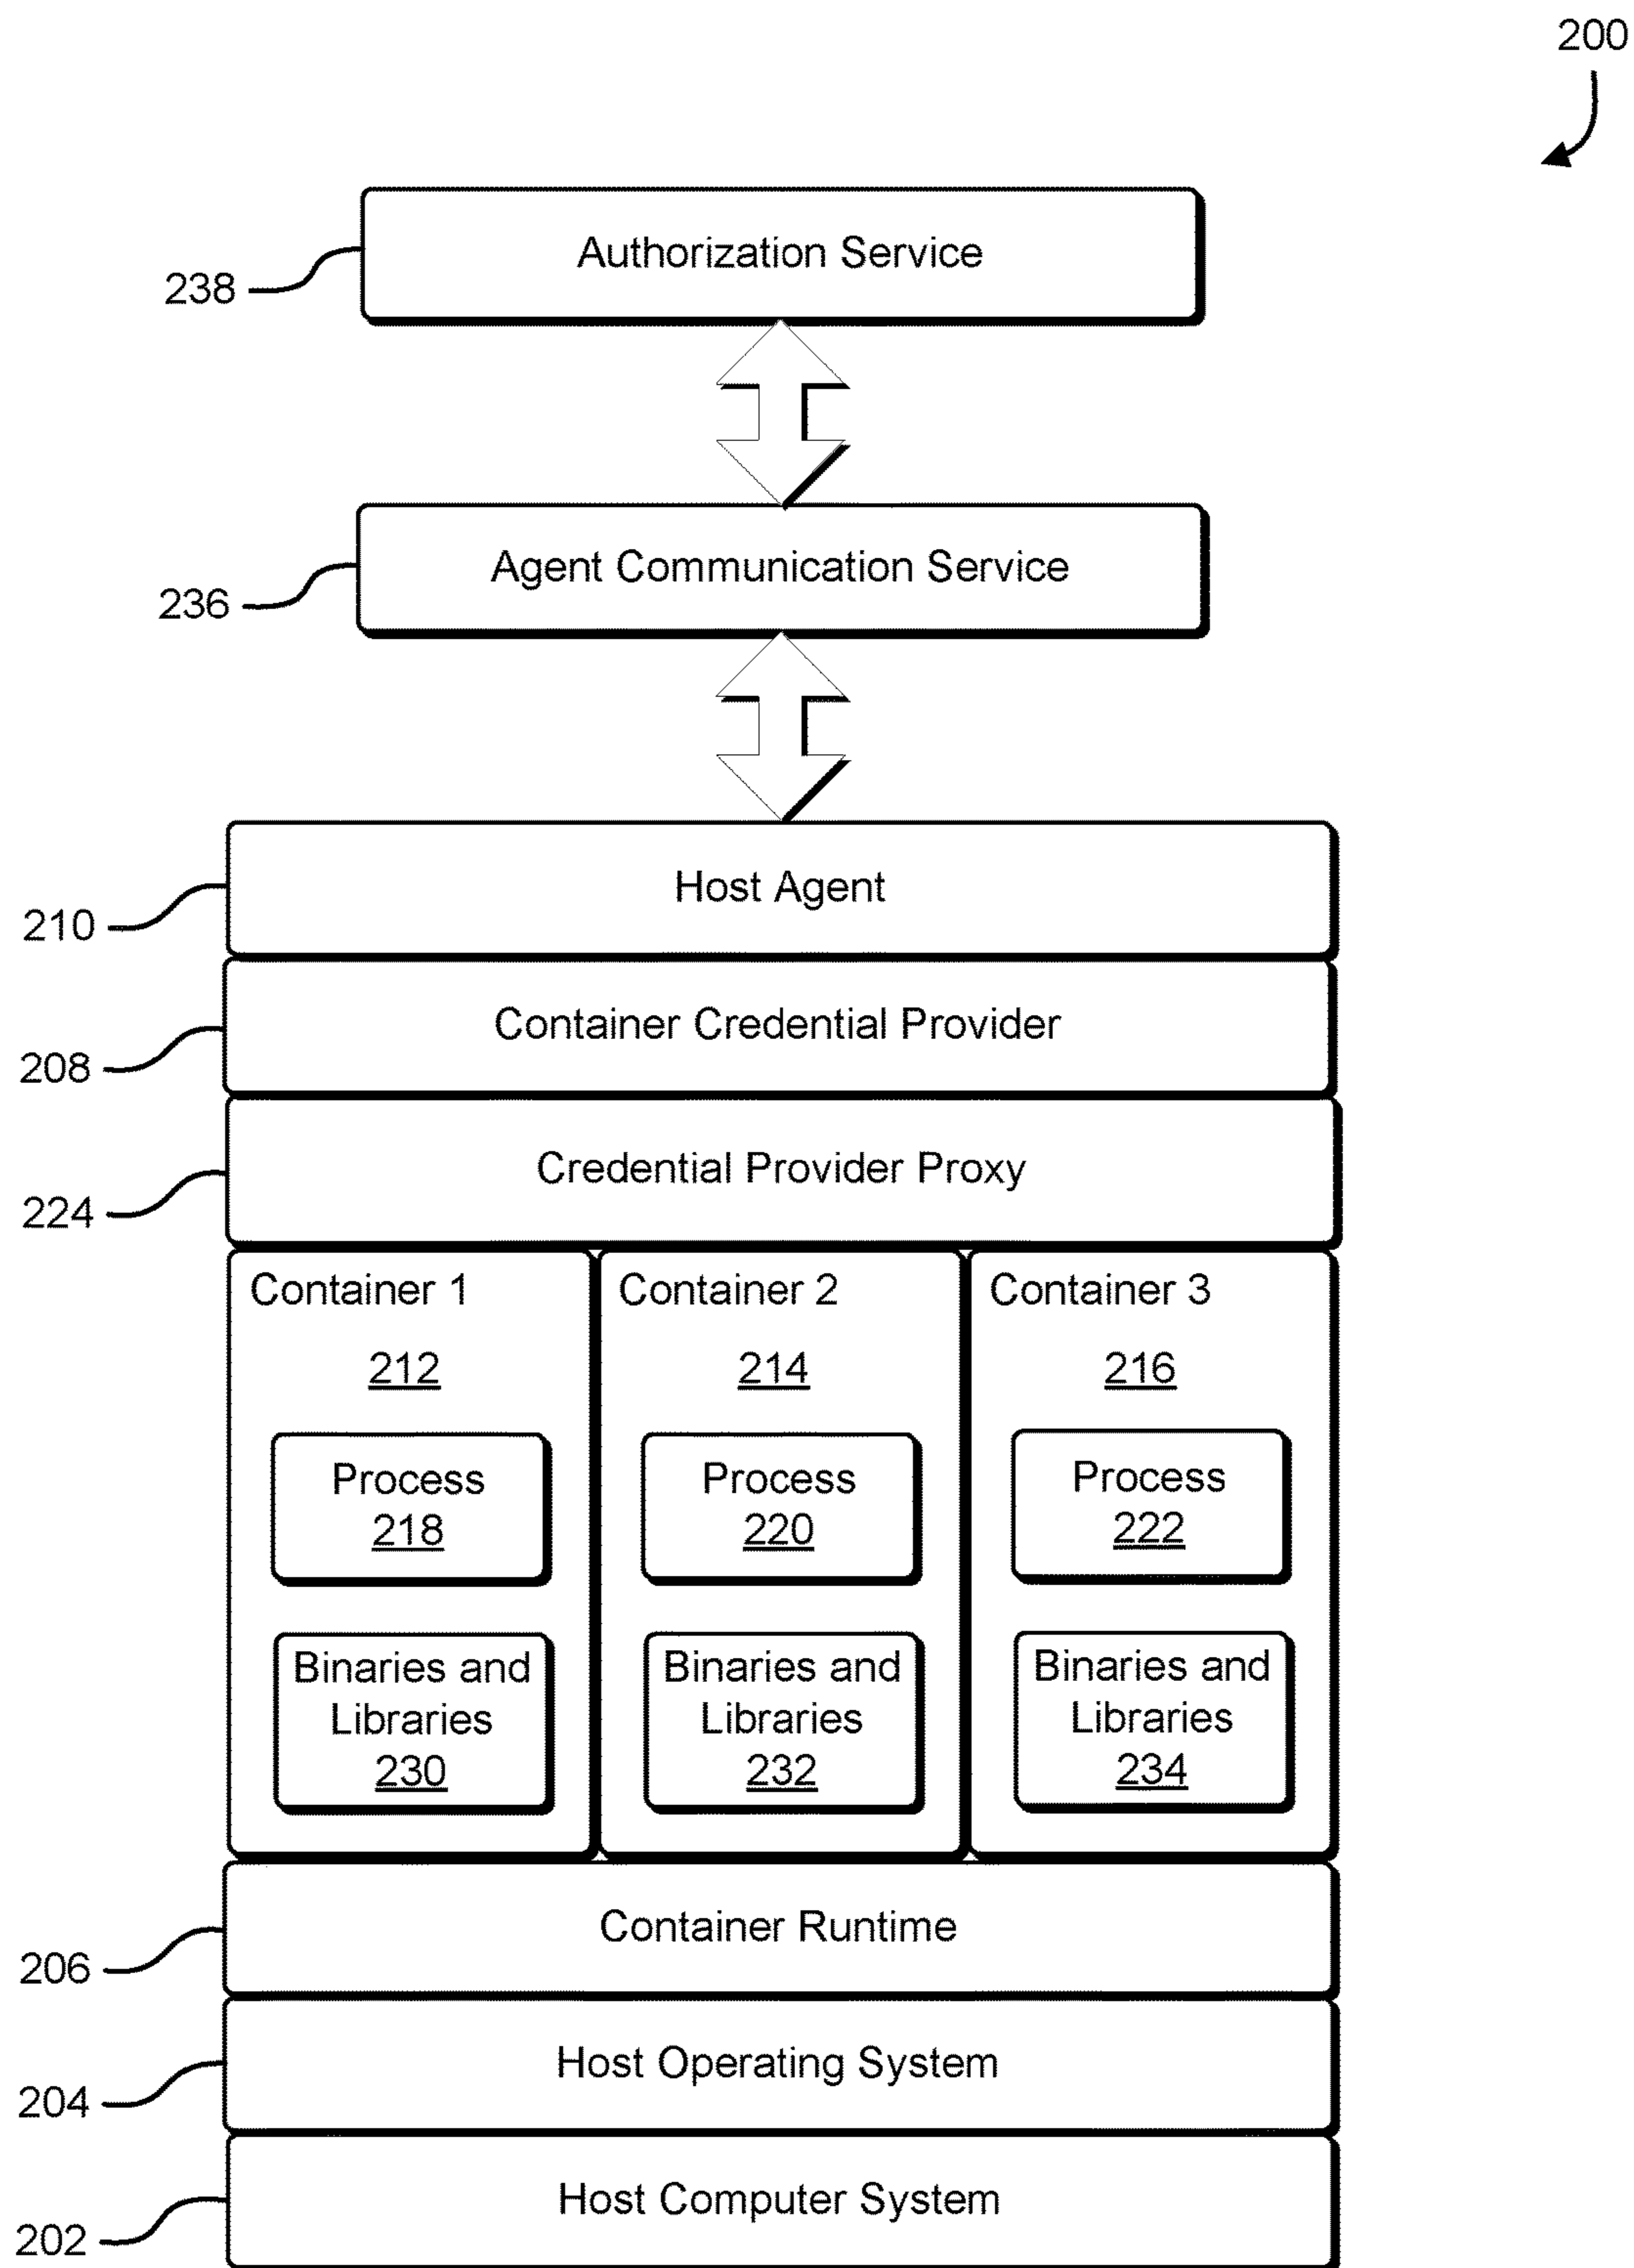 200
Authorization Service
238
Agent Communication Service
236
Host Agent
210
Container Credential Provider
208
Credential Provider Proxy
224
Container 1
212
Process
218
Binaries and
Libraries
230
Container 2
214
Process
220
Binaries and
Libraries
232
Container 3
216
Process
222
Binaries and
Libraries
234
Container Runtime
206
Host Operating System
204
Host Computer System
202